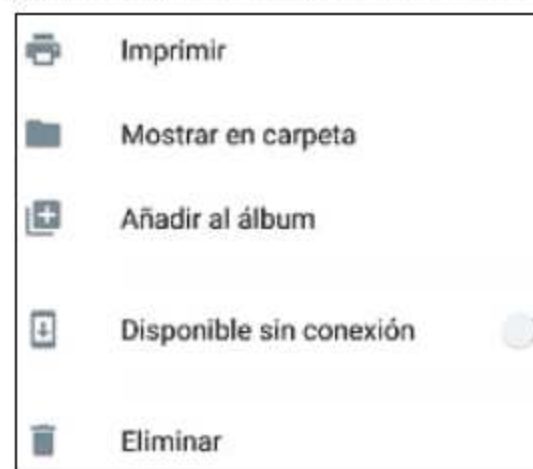 Imprimir
Mostrar en carpeta
Añadir al álbum
Disponible sin conexión
Eliminar